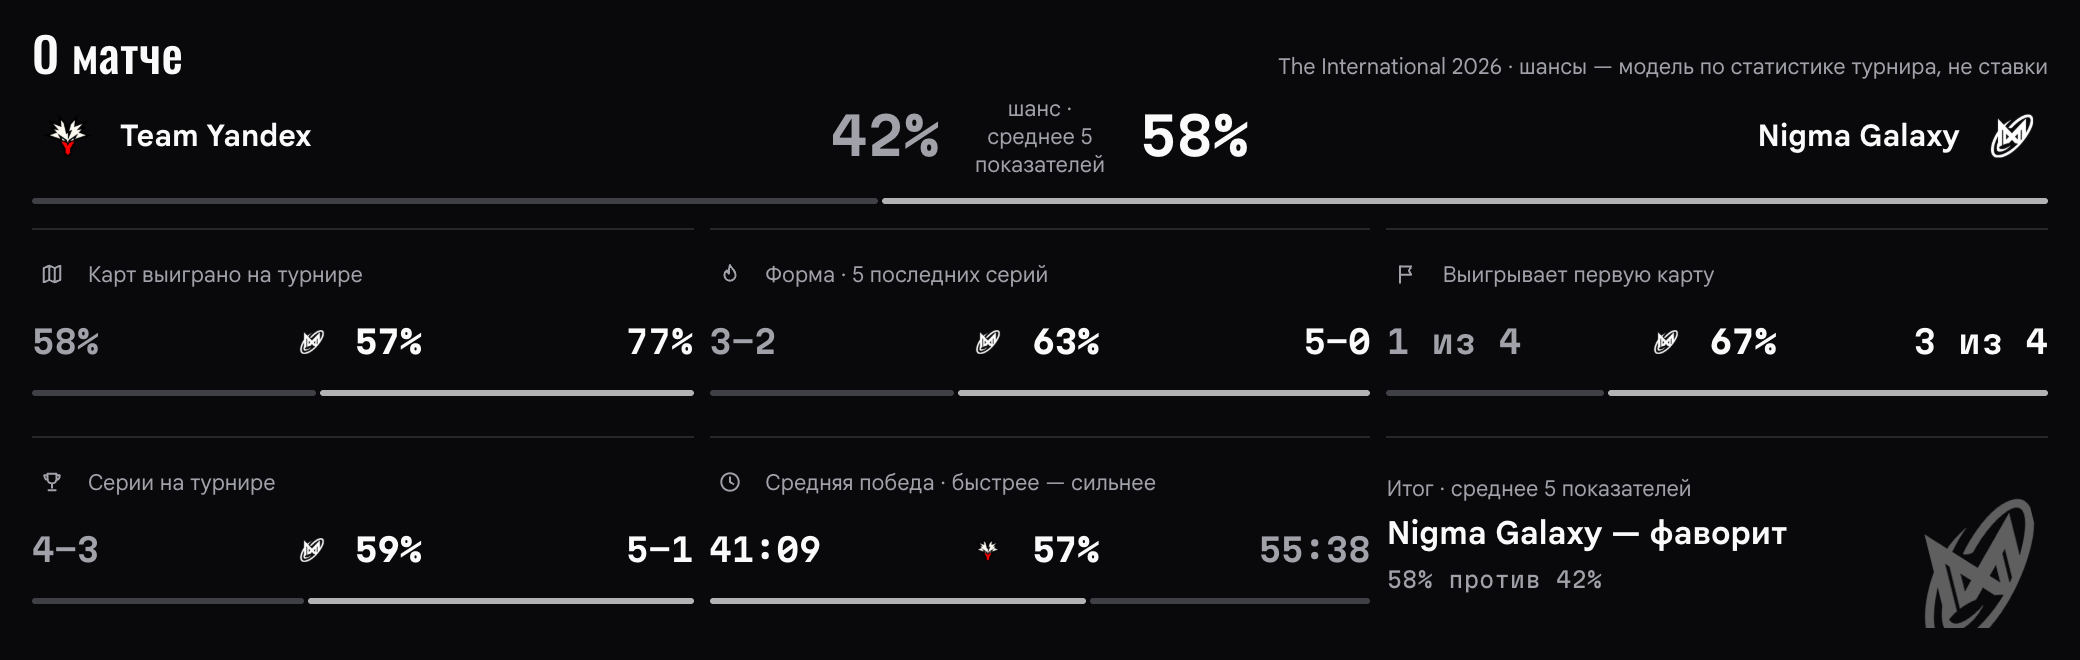 О матче
The International 2026 · шансы — модель по статистике турнира, не ставки
Team Yandex
42%
шанс ·
среднее 5
показателей
58%
Nigma Galaxy
Карт выиграно на турнире
58% 57% 77%
Форма · 5 последних серий
3–2 63% 5–0
Выигрывает первую карту
1 из 4 67% 3 из 4
Серии на турнире
4–3 59% 5–1
Средняя победа · быстрее — сильнее
41:09 57% 55:38
Итог · среднее 5 показателей
Nigma Galaxy — фаворит
58% против 42%